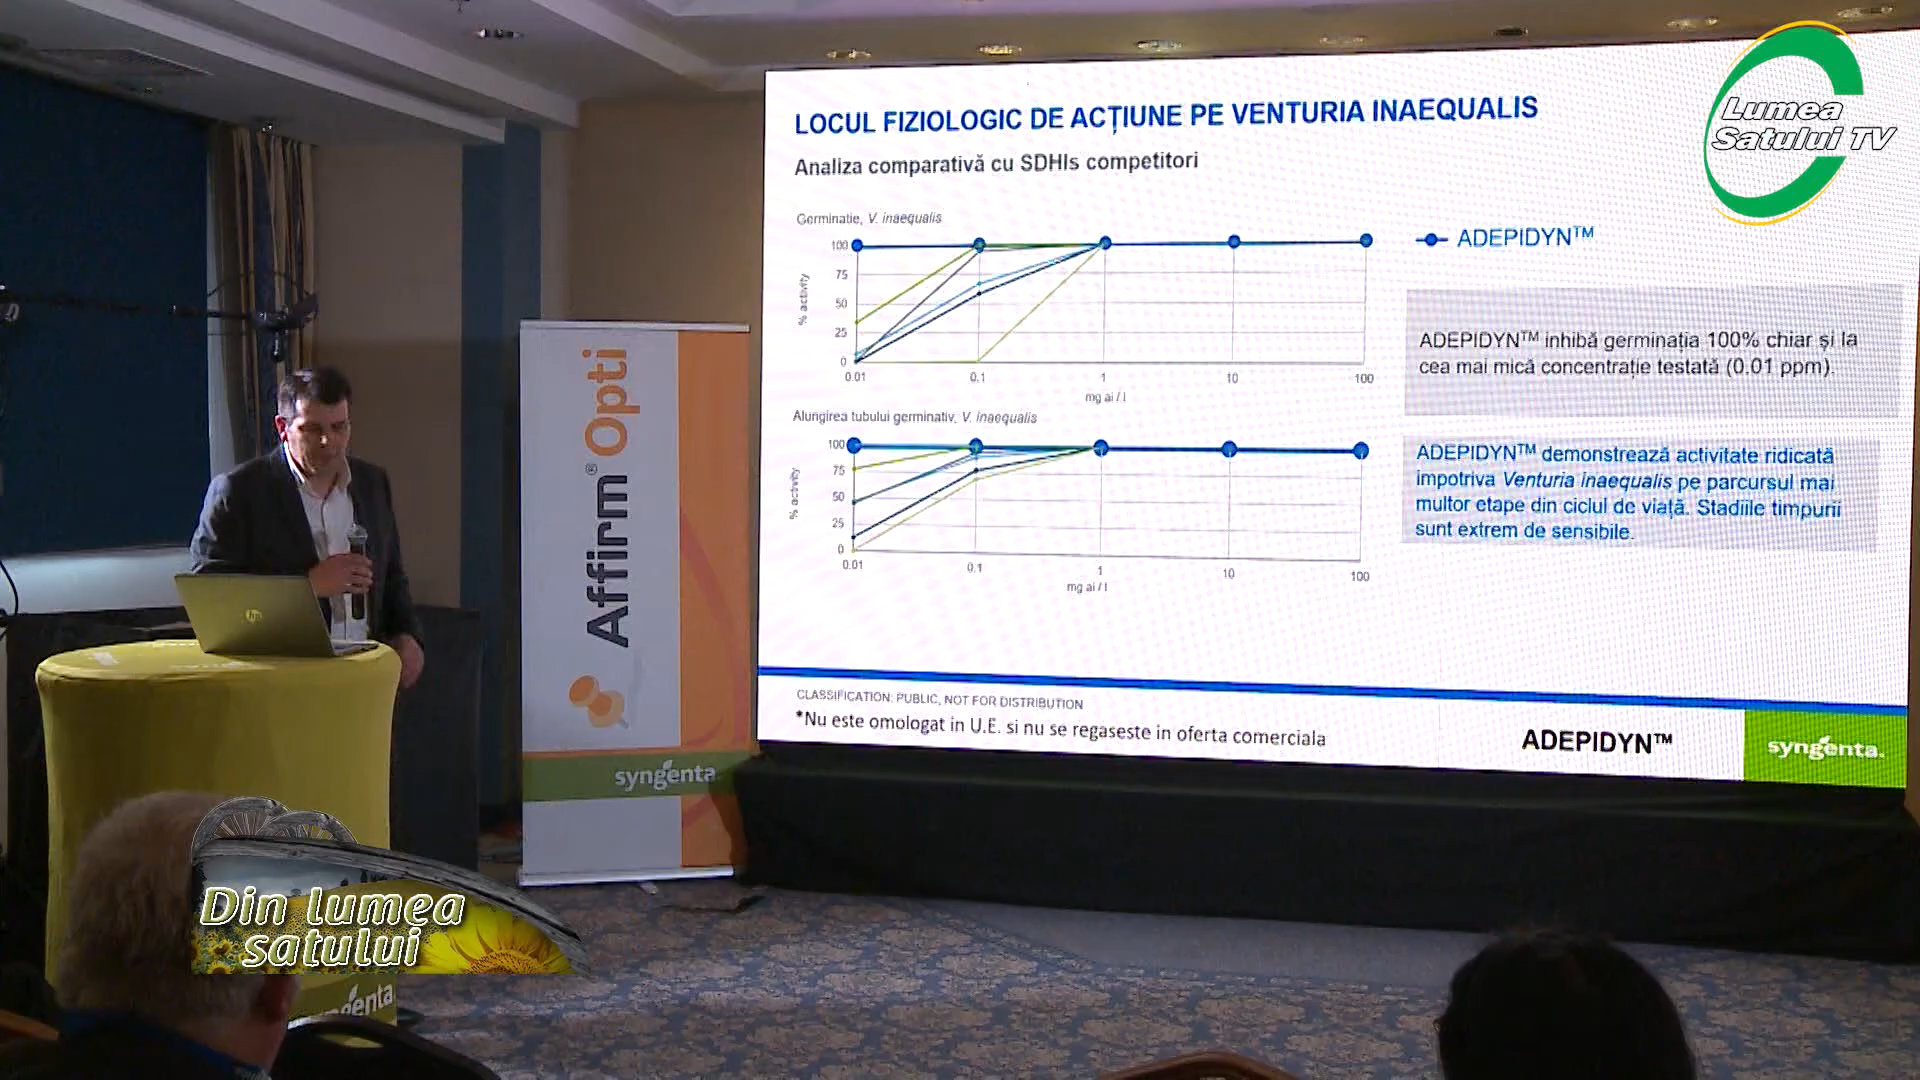 Lumea
Satului TV
LOCUL FIZIOLOGIC DE ACȚIUNE PE VENTURIA INAEQUALIS
Analiza comparativă cu SDHIs competitori
Germinatie, V. inaequalis
100
75
50
25
0
% activity
0.01 0.1 1 10 100
mg ai / l
ADEPIDYN™
ADEPIDYN™ inhibă germinația 100% chiar și la
cea mai mică concentrație testată (0.01 ppm).
Alungirea tubului germinativ, V. inaequalis
100
75
50
25
0
% activity
0.01 0.1 1 10 100
mg ai / l
ADEPIDYN™ demonstrează activitate ridicată
impotriva Venturia inaequalis pe parcursul mai
multor etape din ciclul de viață. Stadiile timpurii
sunt extrem de sensibile.
CLASSIFICATION: PUBLIC, NOT FOR DISTRIBUTION
*Nu este omologat in U.E. si nu se regaseste in oferta comerciala
ADEPIDYN™
syngenta.
Affirm® Opti
syngenta
hp
Din lumea
satului